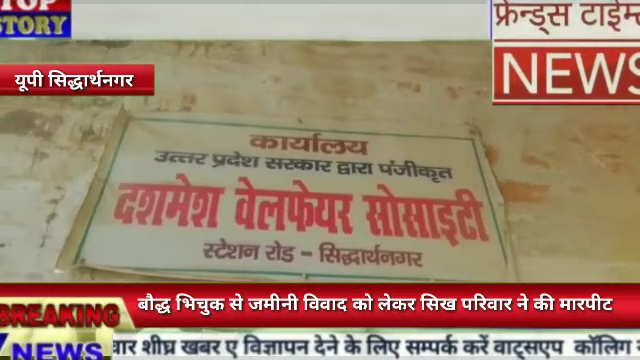 TOP
STORY
फ्रेन्ड्स टाईम्
NEWS
यूपी सिद्धार्थनगर
कार्यालय
उत्तर प्रदेश सरकार द्वारा पंजीकृत
दशमेश वेलफेयर सोसाइटी
स्टेशन रोड – सिद्धार्थनगर
बौद्ध भिचुक से जमीनी विवाद को लेकर सिख परिवार ने की मारपीट
BREAKING
NEWS
शीघ्र खबर ए विज्ञापन देने के लिए सम्पर्क करें वाट्सएप कॉलिंग